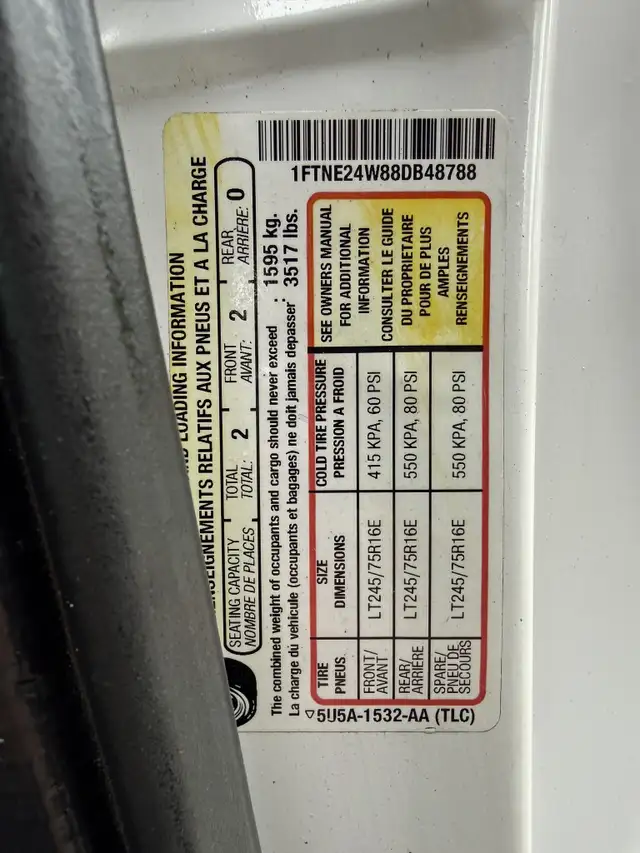 LOADING INFORMATION
RENSEIGNEMENTS RELATIFS AUX PNEUS ET A LA CHARGE
SEATING CAPACITY TOTAL 2 FRONT 2 REAR 0
NOMBRE DE PLACES TOTAL: AVANT: ARRIÈRE:
The combined weight of occupants and cargo should never exceed : 1595 kg.
La charge dú vehicule (occupants et bagages) ne doit jamais depasser : 3517 lbs.
TIRE SIZE COLD TIRE PRESSURE
PNEUS DIMENSIONS PRESSION A FROID
FRONT/ LT245/75R16E 415 KPA, 60 PSI
AVANT
REAR/ LT245/75R16E 550 KPA, 80 PSI
ARRIÈRE
SPARE/ LT245/75R16E 550 KPA, 80 PSI
PNEU DE
SECOURS
SEE OWNERS MANUAL
FOR ADDITIONAL
INFORMATION
CONSULTER LE GUIDE
DU PROPRIETAIRE
POUR DE PLUS
AMPLES
RENSEIGNEMENTS
5U5A-1532-AA (TLC)
1FTNE24W88DB48788